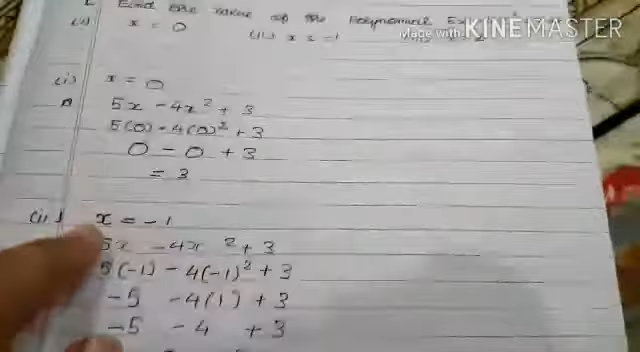 Find the value of the Polynomial
(i) x = 0 (ii) x = -1
Made with KINEMASTER
(i) x = 0
5x - 4x² + 3
5(0) - 4(0)² + 3
0 - 0 + 3
= 3
(ii) x = -1
5x - 4x² + 3
5(-1) - 4(-1)² + 3
-5 - 4(1) + 3
-5 - 4 + 3